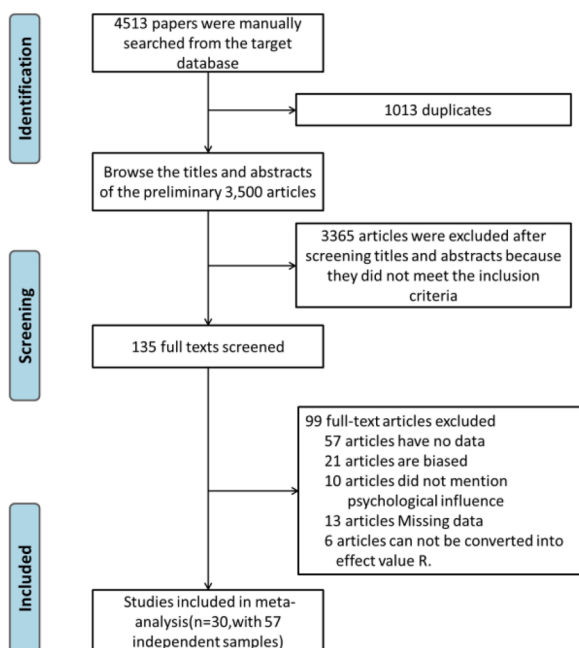 Identification
4513 papers were manually
searched from the target
database
1013 duplicates
Browse the titles and abstracts
of the preliminary 3,500 articles
Screening
3365 articles were excluded after
screening titles and abstracts because
they did not meet the inclusion
criteria
135 full texts screened
99 full-text articles excluded
57 articles have no data
21 articles are biased
10 articles did not mention
psychological influence
13 articles Missing data
6 articles can not be converted into
effect value R.
Included
Studies included in meta-
analysis(n=30,with 57
independent samples)